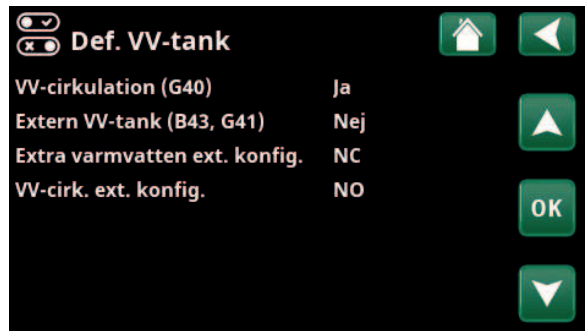 Def. VV-tank
VV-cirkulation (G40) Ja
Extern VV-tank (B43, G41) Nej
Extra varmvatten ext. konfig. NC
VV-cirk. ext. konfig. NO
OK